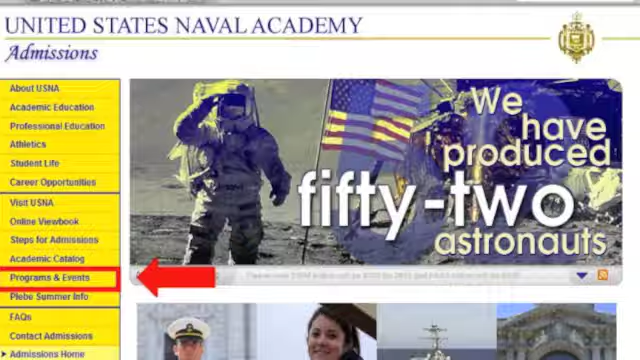 UNITED STATES NAVAL ACADEMY
Admissions
About USNA
Academic Education
Professional Education
Athletics
Student Life
Career Opportunities
Visit USNA
Online Viewbook
Steps for Admissions
Academic Catalog
Programs & Events
Plebe Summer Info
FAQs
Contact Admissions
Admissions Home
We
have
produced
fifty-two
astronauts